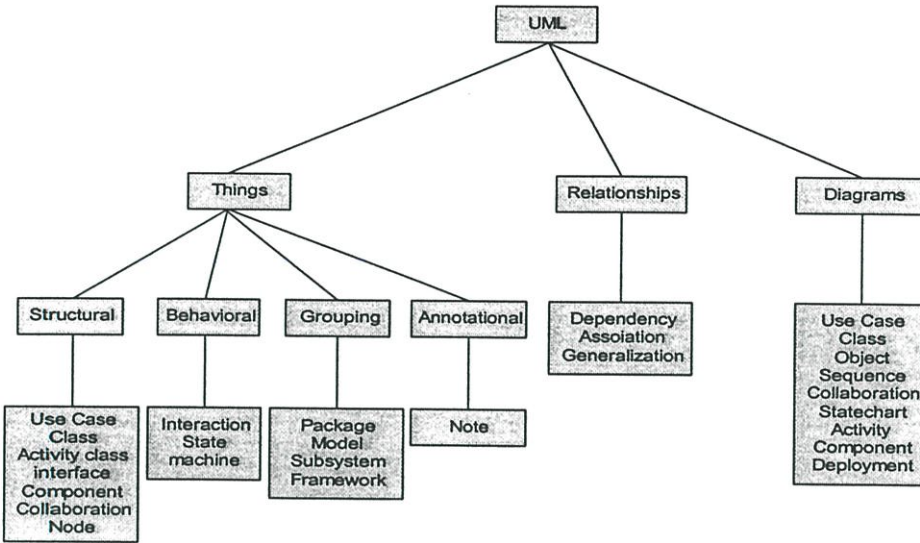 UML
Things
Relationships
Diagrams
Structural
Behavioral
Grouping
Annotational
Use Case
Class
Activity class
interface
Component
Collaboration
Node
Interaction
State
machine
Package
Model
Subsystem
Framework
Note
Dependency
Assoiation
Generalization
Use Case
Class
Object
Sequence
Collaboration
Statechart
Activity
Component
Deployment